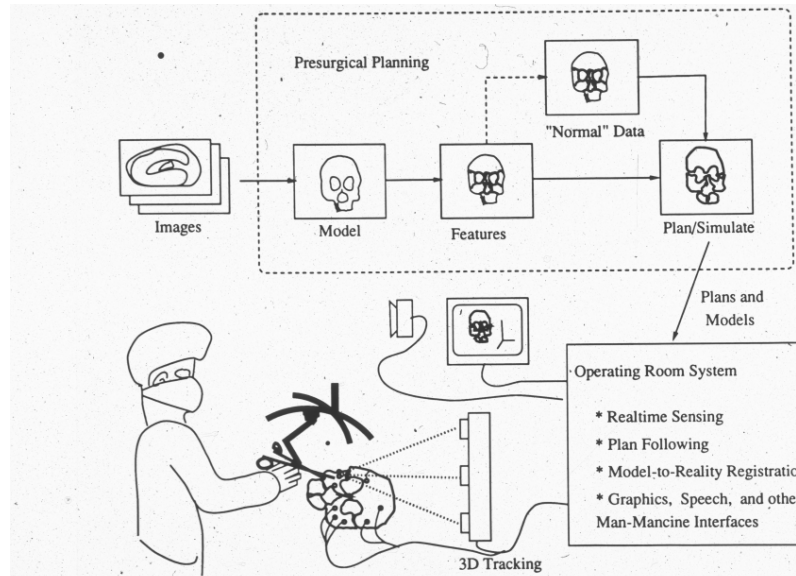 Presurgical Planning
"Normal" Data
Images
Model
Features
Plan/Simulate
Plans and
Models
Operating Room System
* Realtime Sensing
* Plan Following
* Model-to-Reality Registratio
* Graphics, Speech, and othe
Man-Mancine Interfaces
3D Tracking